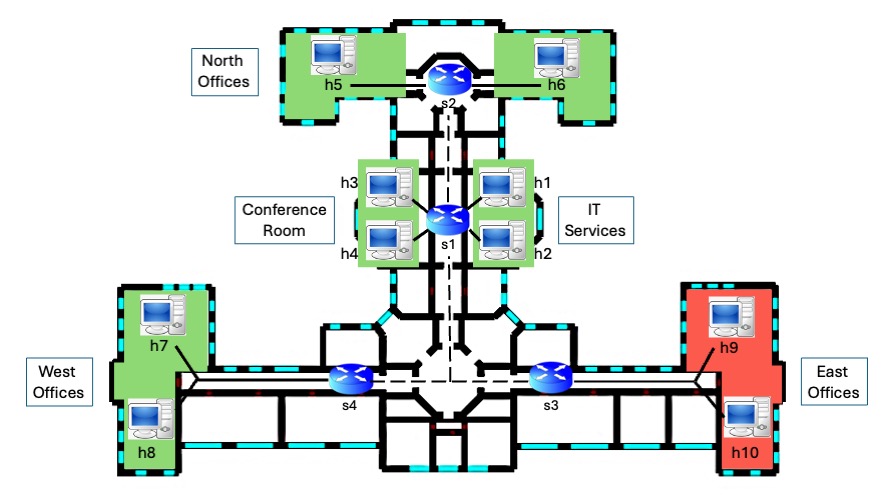 North
Offices
h5
h6
s2
h3
h1
Conference
Room
IT
Services
s1
h4
h2
h7
h9
West
Offices
East
Offices
s4
s3
h8
h10